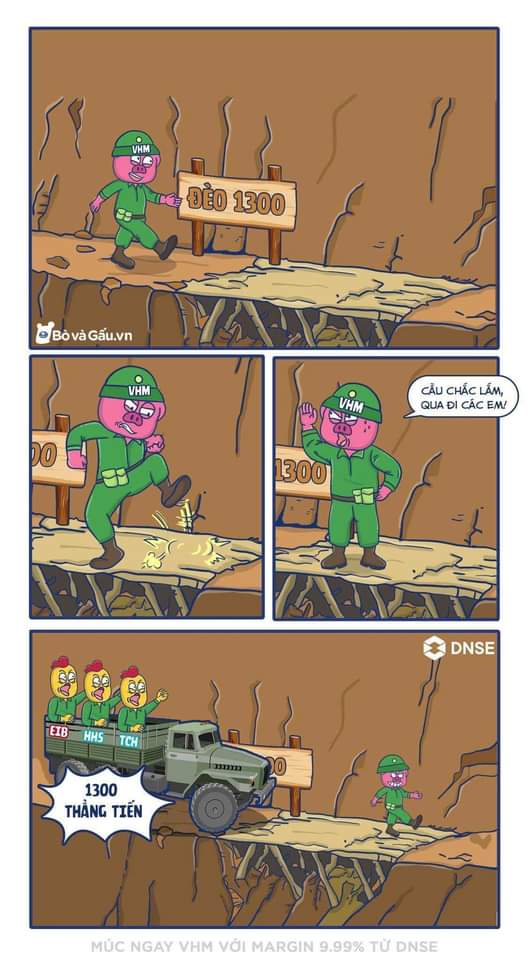 VHM
ĐÈO 1300
Bò và Gấu.vn
VHM
00
VHM
CẦU CHẮC LẮM,
QUA ĐI CÁC EM!
1300
DNSE
EIB
HHS
TCH
00
1300
THẲNG TIẾN
MÚC NGAY VHM VỚI MARGIN 9.99% TỪ DNSE